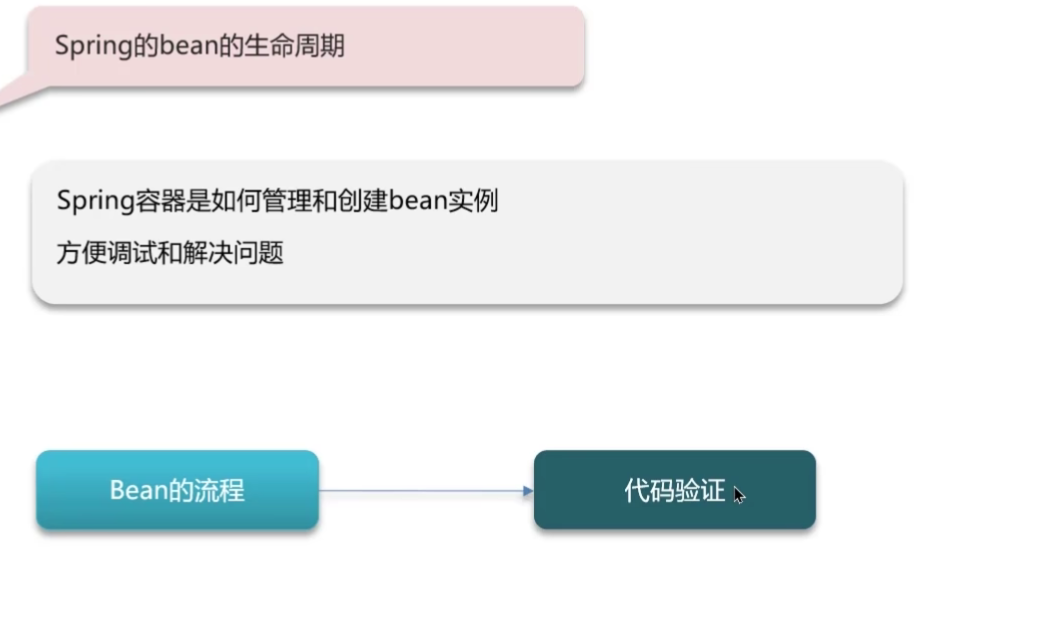 Spring的bean的生命周期
Spring容器是如何管理和创建bean实例
方便调试和解决问题
Bean的流程
代码验证